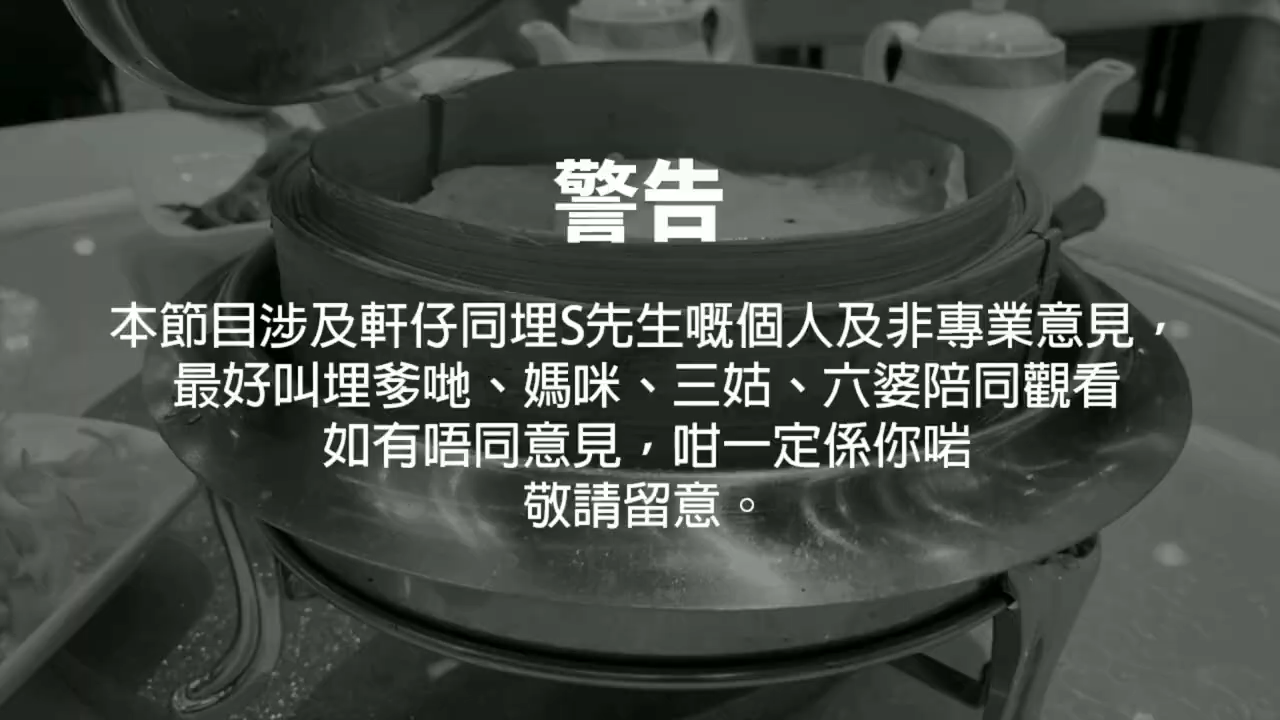 警告
本節目涉及軒仔同埋S先生嘅個人及非專業意見，
最好叫埋爹哋、媽咪、三姑、六婆陪同觀看
如有唔同意見，咁一定係你啱
敬請留意。